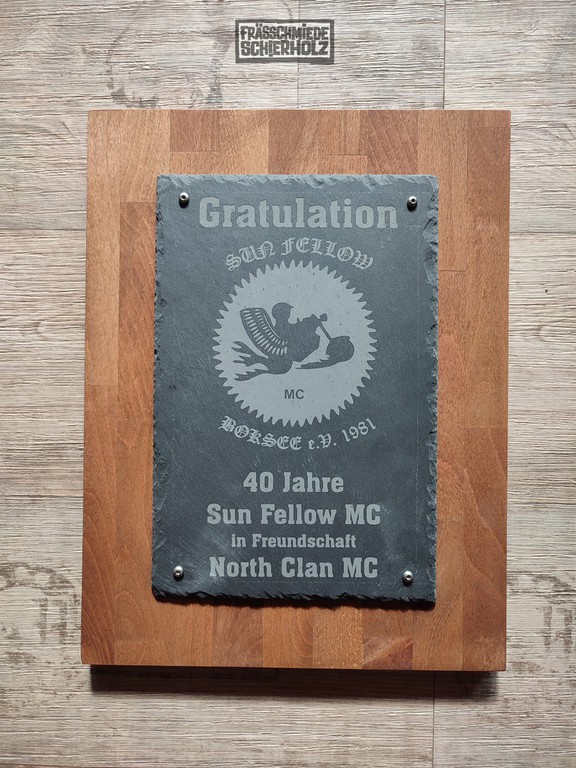 FRÄSSCHMIEDE
SCHIERHOLZ
Gratulation
SUN FELLOW
MC
BOKSEE e.V. 1981
40 Jahre
Sun Fellow MC
in Freundschaft
North Clan MC